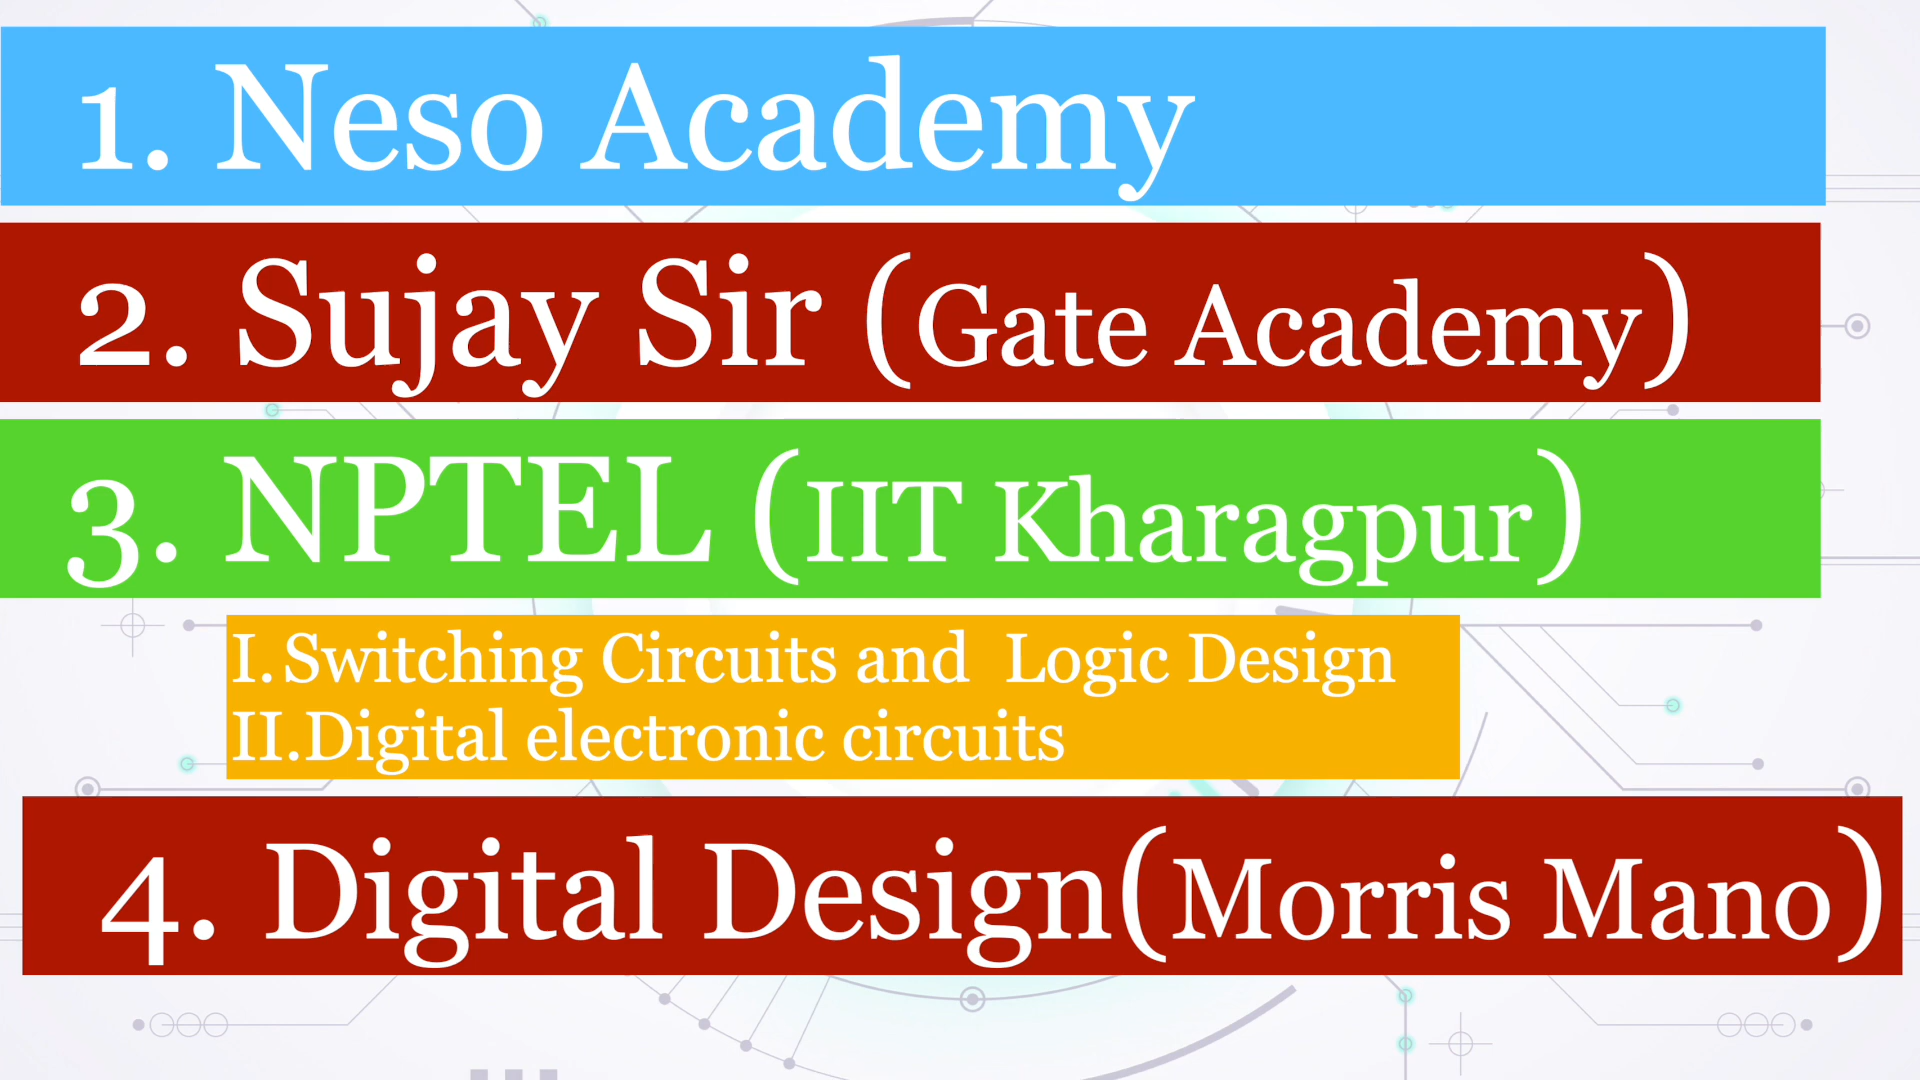 1. Neso Academy
2. Sujay Sir (Gate Academy)
3. NPTEL (IIT Kharagpur)
I.Switching Circuits and  Logic Design
II.Digital electronic circuits
4. Digital Design(Morris Mano)